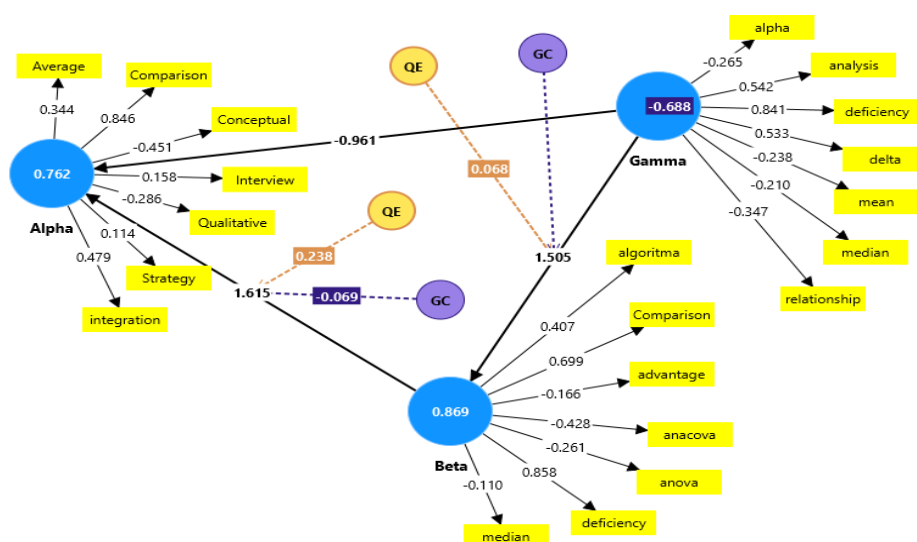 Average
Comparison
Conceptual
Interview
Qualitative
Strategy
integration
0.344
0.846
-0.451
0.158
-0.286
0.114
0.479
0.762
Alpha
QE
GC
0.068
-0.961
QE
0.238
GC
-0.069
1.615
1.505
-0.688
Gamma
alpha
analysis
deficiency
delta
mean
median
relationship
-0.265
0.542
0.841
0.533
-0.238
-0.210
-0.347
0.869
Beta
algoritma
Comparison
advantage
anacova
anova
deficiency
median
0.407
0.699
-0.166
-0.428
-0.261
0.858
-0.110